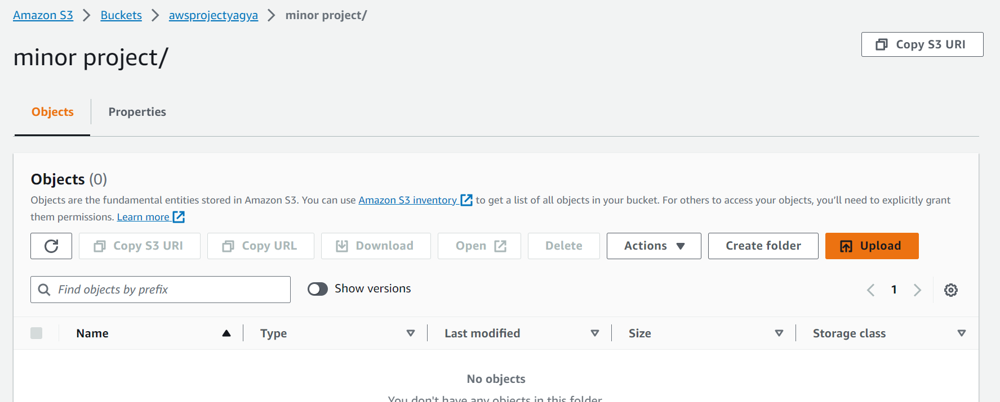 Amazon S3 > Buckets > awsprojectyagya > minor project/
minor project/
Copy S3 URI
Objects Properties
Objects (0)
Objects are the fundamental entities stored in Amazon S3. You can use Amazon S3 inventory to get a list of all objects in your bucket. For others to access your objects, you’ll need to explicitly grant
them permissions. Learn more
Copy S3 URI Copy URL Download Open Delete Actions Create folder Upload
Find objects by prefix Show versions 1
Name Type Last modified Size Storage class
No objects
You don't have any objects in this folder